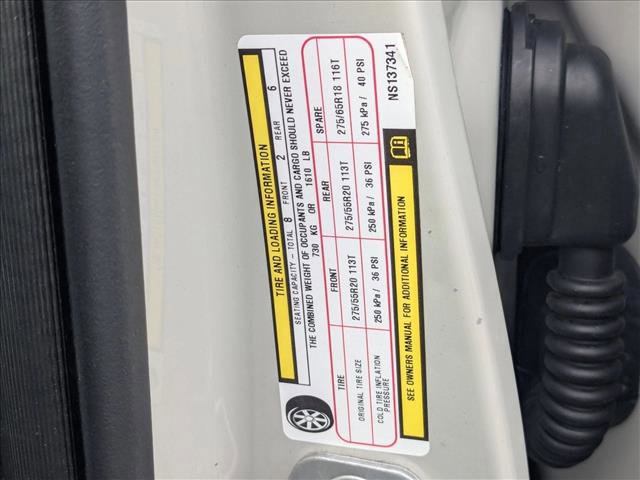 TIRE AND LOADING INFORMATION
SEATING CAPACITY - TOTAL 8 FRONT 2 REAR 6
THE COMBINED WEIGHT OF OCCUPANTS AND CARGO SHOULD NEVER EXCEED
730 KG OR 1610 LB
TIRE FRONT REAR SPARE
ORIGINAL TIRE SIZE 275/55R20 113T 275/55R20 113T 275/65R18 116T
COLD TIRE INFLATION PRESSURE 250 kPa/ 36 PSI 250 kPa/ 36 PSI 275 kPa/ 40 PSI
SEE OWNERS MANUAL FOR ADDITIONAL INFORMATION
NS137341